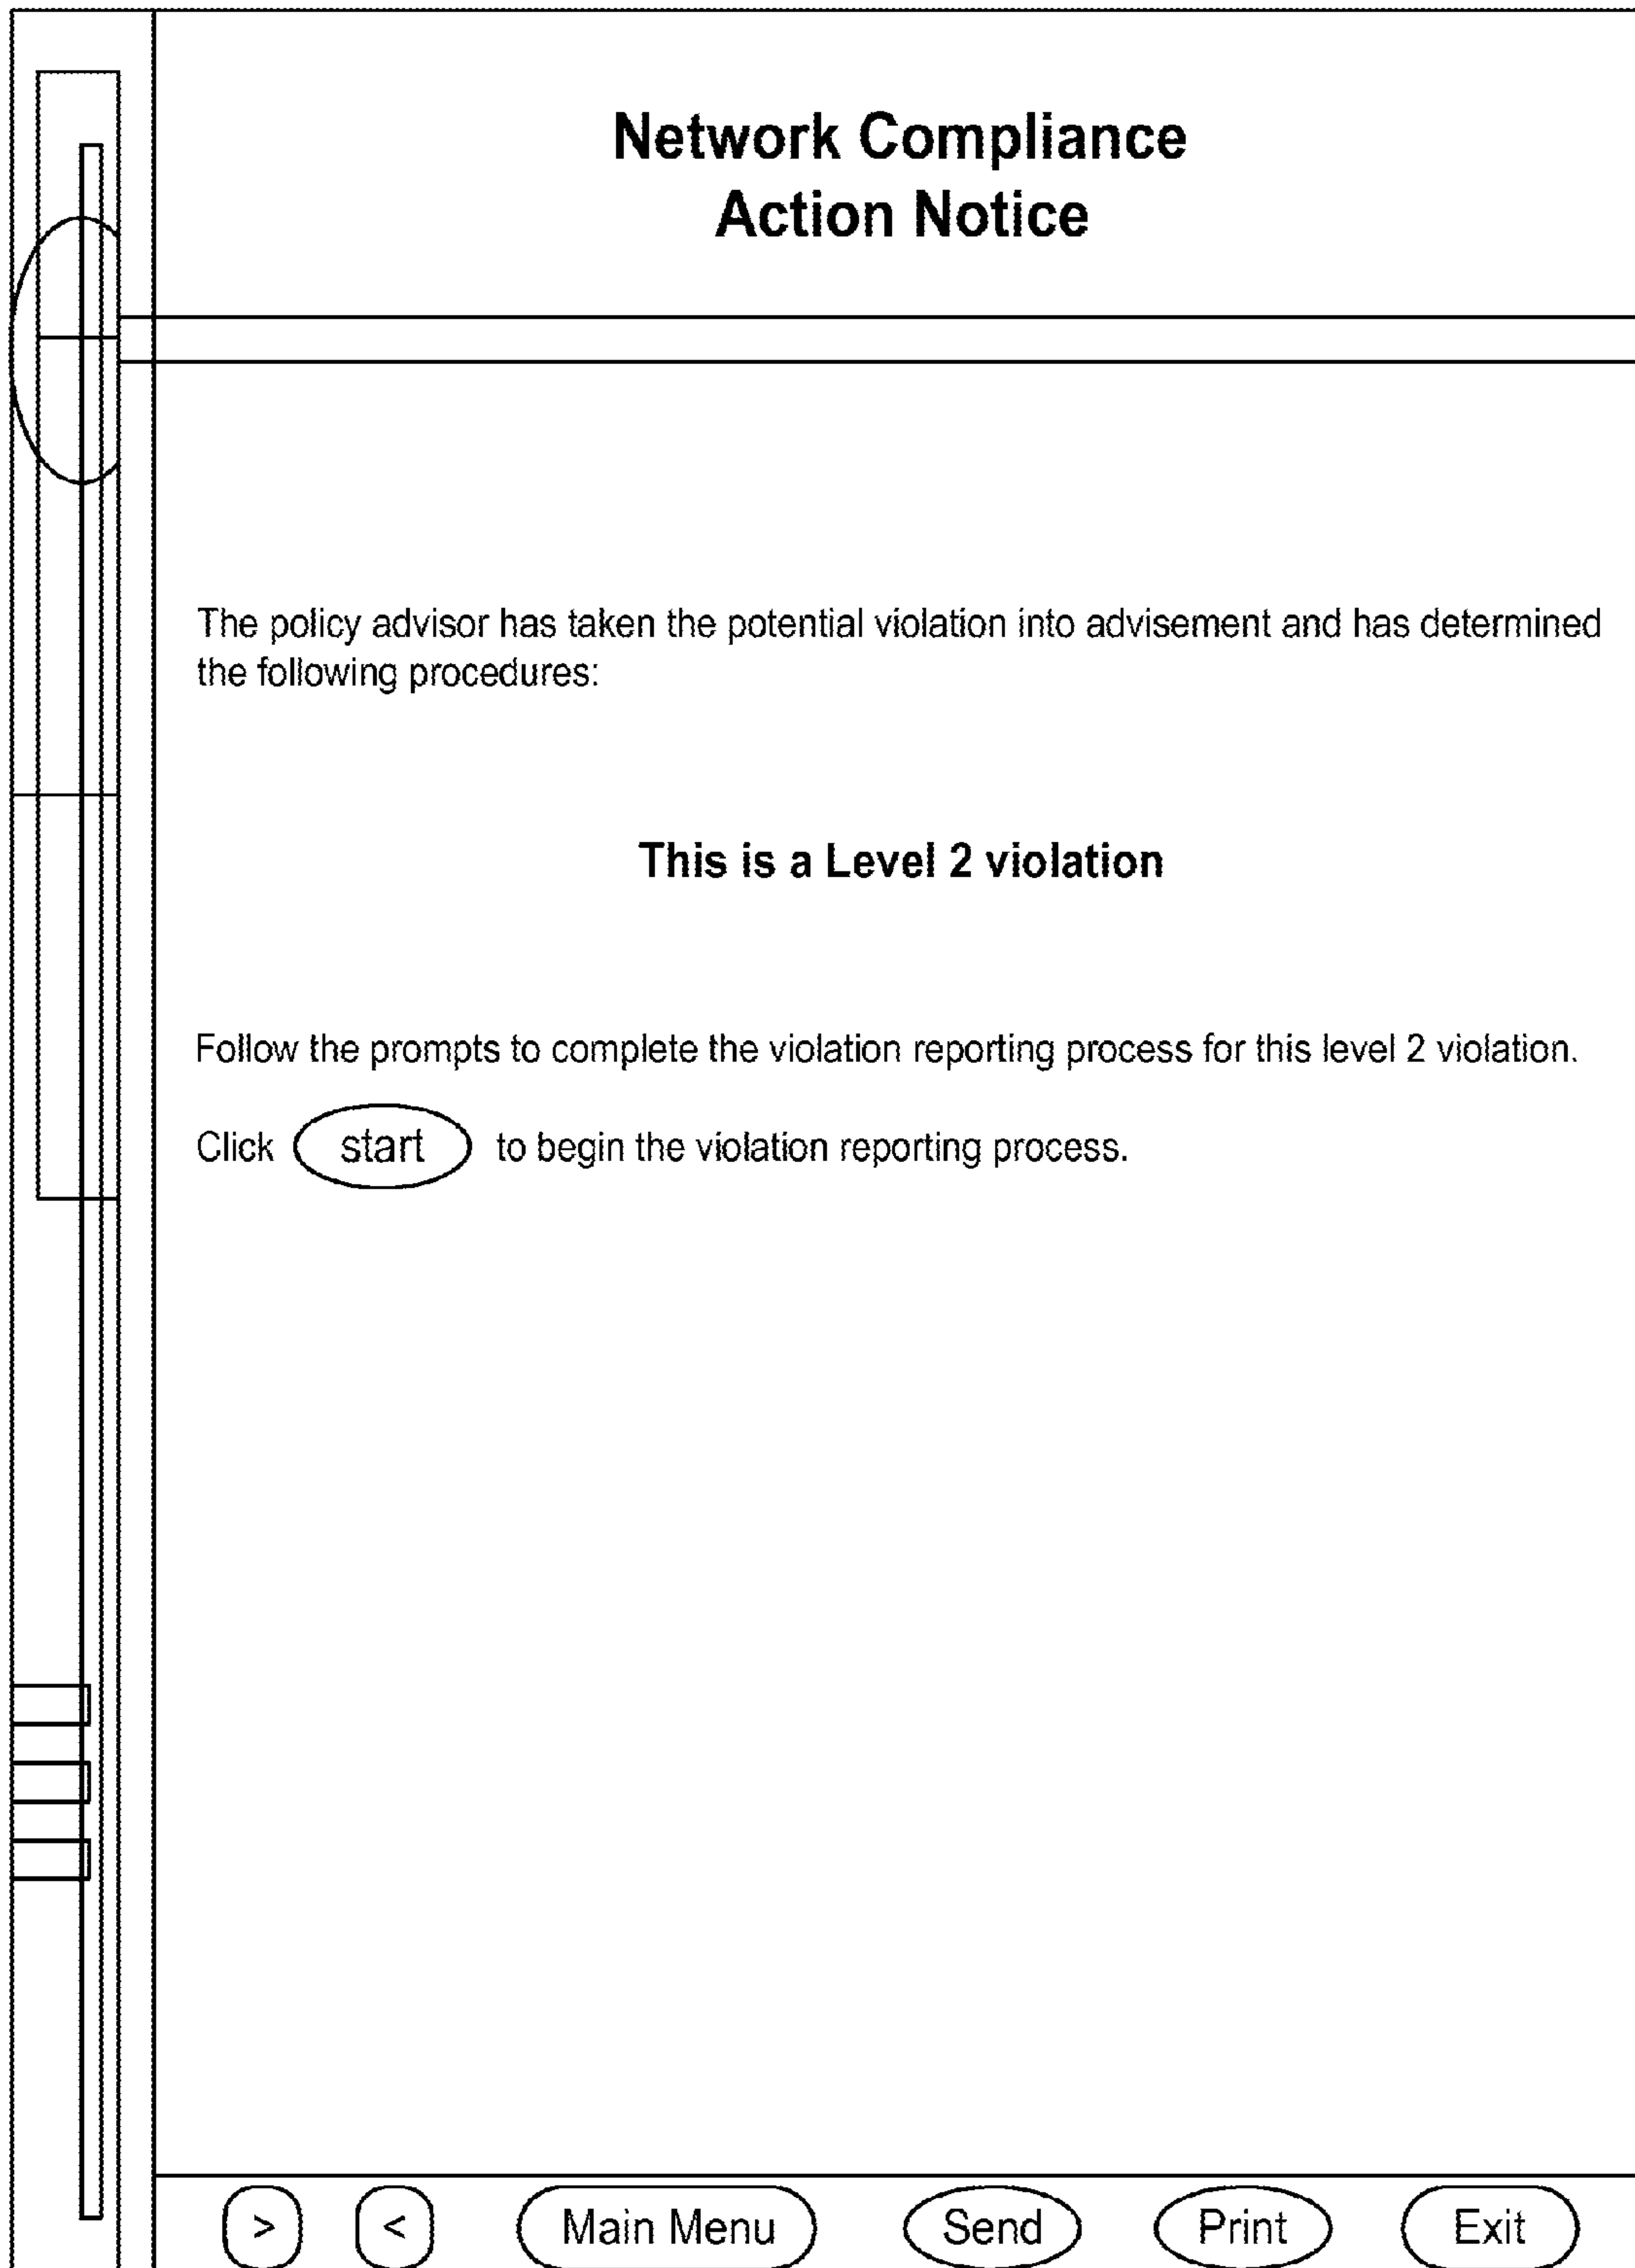 Network Compliance
Action Notice
The policy advisor has taken the potential violation into advisement and has determined
the following procedures:
This is a Level 2 violation
Follow the prompts to complete the violation reporting process for this level 2 violation.
Click start to begin the violation reporting process.
> < Main Menu Send Print Exit